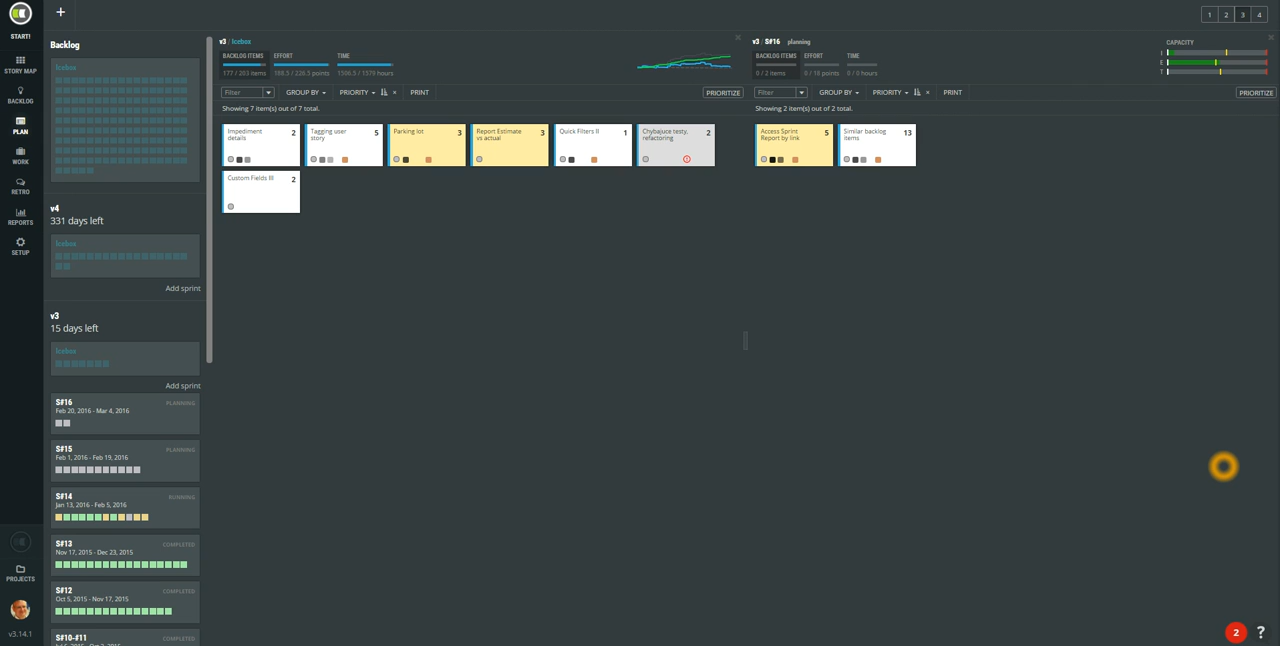 START!
STORY MAP
BACKLOG
PLAN
WORK
RETRO
REPORTS
SETUP
PROJECTS
v3.14.1
+
1 2 3 4
Backlog
Icebox
v4
331 days left
Icebox
Add sprint
v3
15 days left
Icebox
Add sprint
S#16 PLANNING
Feb 20, 2016 - Mar 4, 2016
S#15 PLANNING
Feb 1, 2016 - Feb 19, 2016
S#14 RUNNING
Jan 13, 2016 - Feb 5, 2016
S#13 COMPLETED
Nov 17, 2015 - Dec 23, 2015
S#12 COMPLETED
Oct 5, 2015 - Nov 17, 2015
S#10-#11 COMPLETED
v3 / Icebox
BACKLOG ITEMS EFFORT TIME
177 / 203 items 188.5 / 226.5 points 1306.3 / 1579 hours
Filter GROUP BY PRIORITY × PRINT PRIORITIZE
Showing 7 item(s) out of 7 total.
Impediment details 2
Tagging user story 5
Parking lot 3
Report Estimate vs actual 3
Quick Filters II 1
Chybajuce testy, refactoring 2
Custom Fields III 2
v3 / S#16 planning
BACKLOG ITEMS EFFORT TIME
0 / 2 items 0 / 18 points 0 / 0 hours
CAPACITY
I
E
T
Filter GROUP BY PRIORITY × PRINT PRIORITIZE
Showing 2 item(s) out of 2 total.
Access Sprint Report by link 5
Similar backlog items 13
2 ?